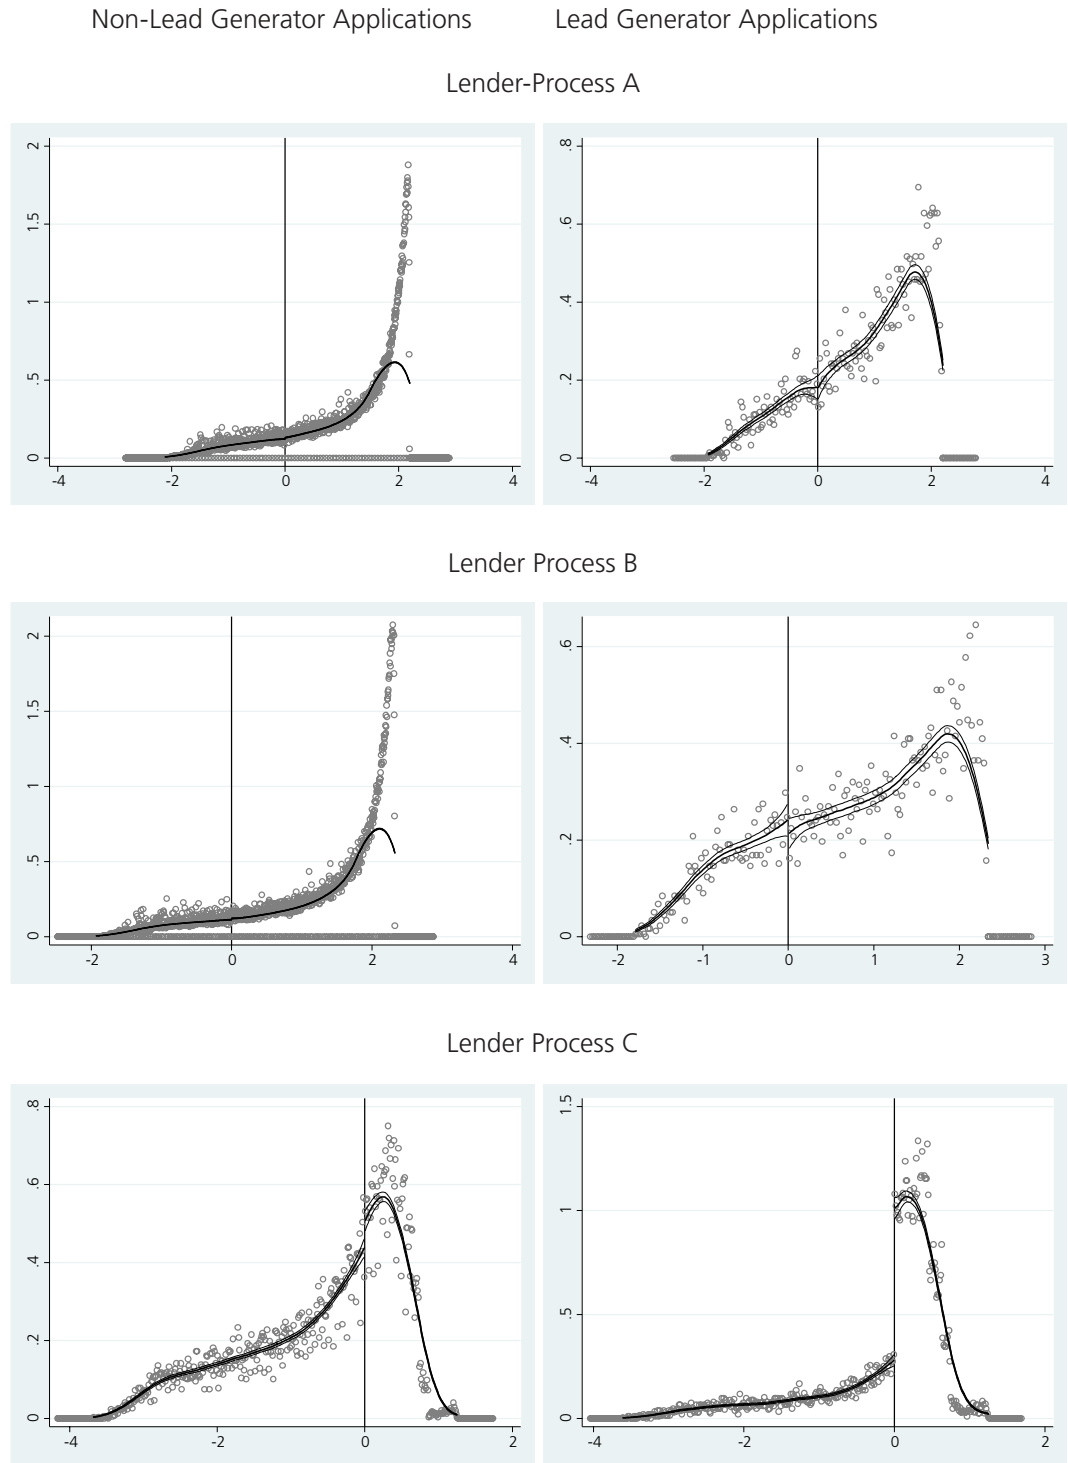 Non-Lead Generator Applications Lead Generator Applications
Lender-Process A
2
1.5
1
.5
0
-4 -2 0 2 4
.8
.6
.4
.2
0
-4 -2 0 2 4
Lender Process B
2
1.5
1
.5
0
-2 0 2 4
.6
.4
.2
0
-2 -1 0 1 2 3
Lender Process C
.8
.6
.4
.2
0
-4 -2 0 2
1.5
1
.5
0
-4 -2 0 2